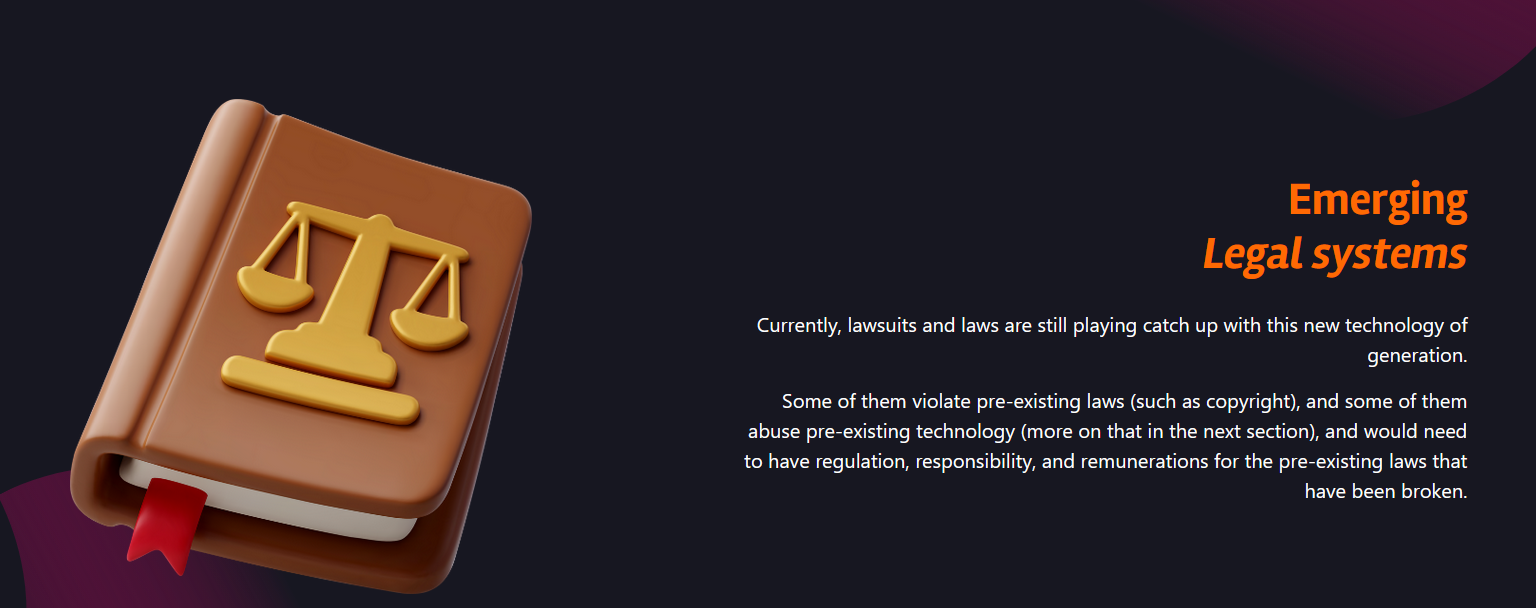 Emerging
Legal systems
Currently, lawsuits and laws are still playing catch up with this new technology of
generation.
Some of them violate pre-existing laws (such as copyright), and some of them
abuse pre-existing technology (more on that in the next section), and would need
to have regulation, responsibility, and remunerations for the pre-existing laws that
have been broken.